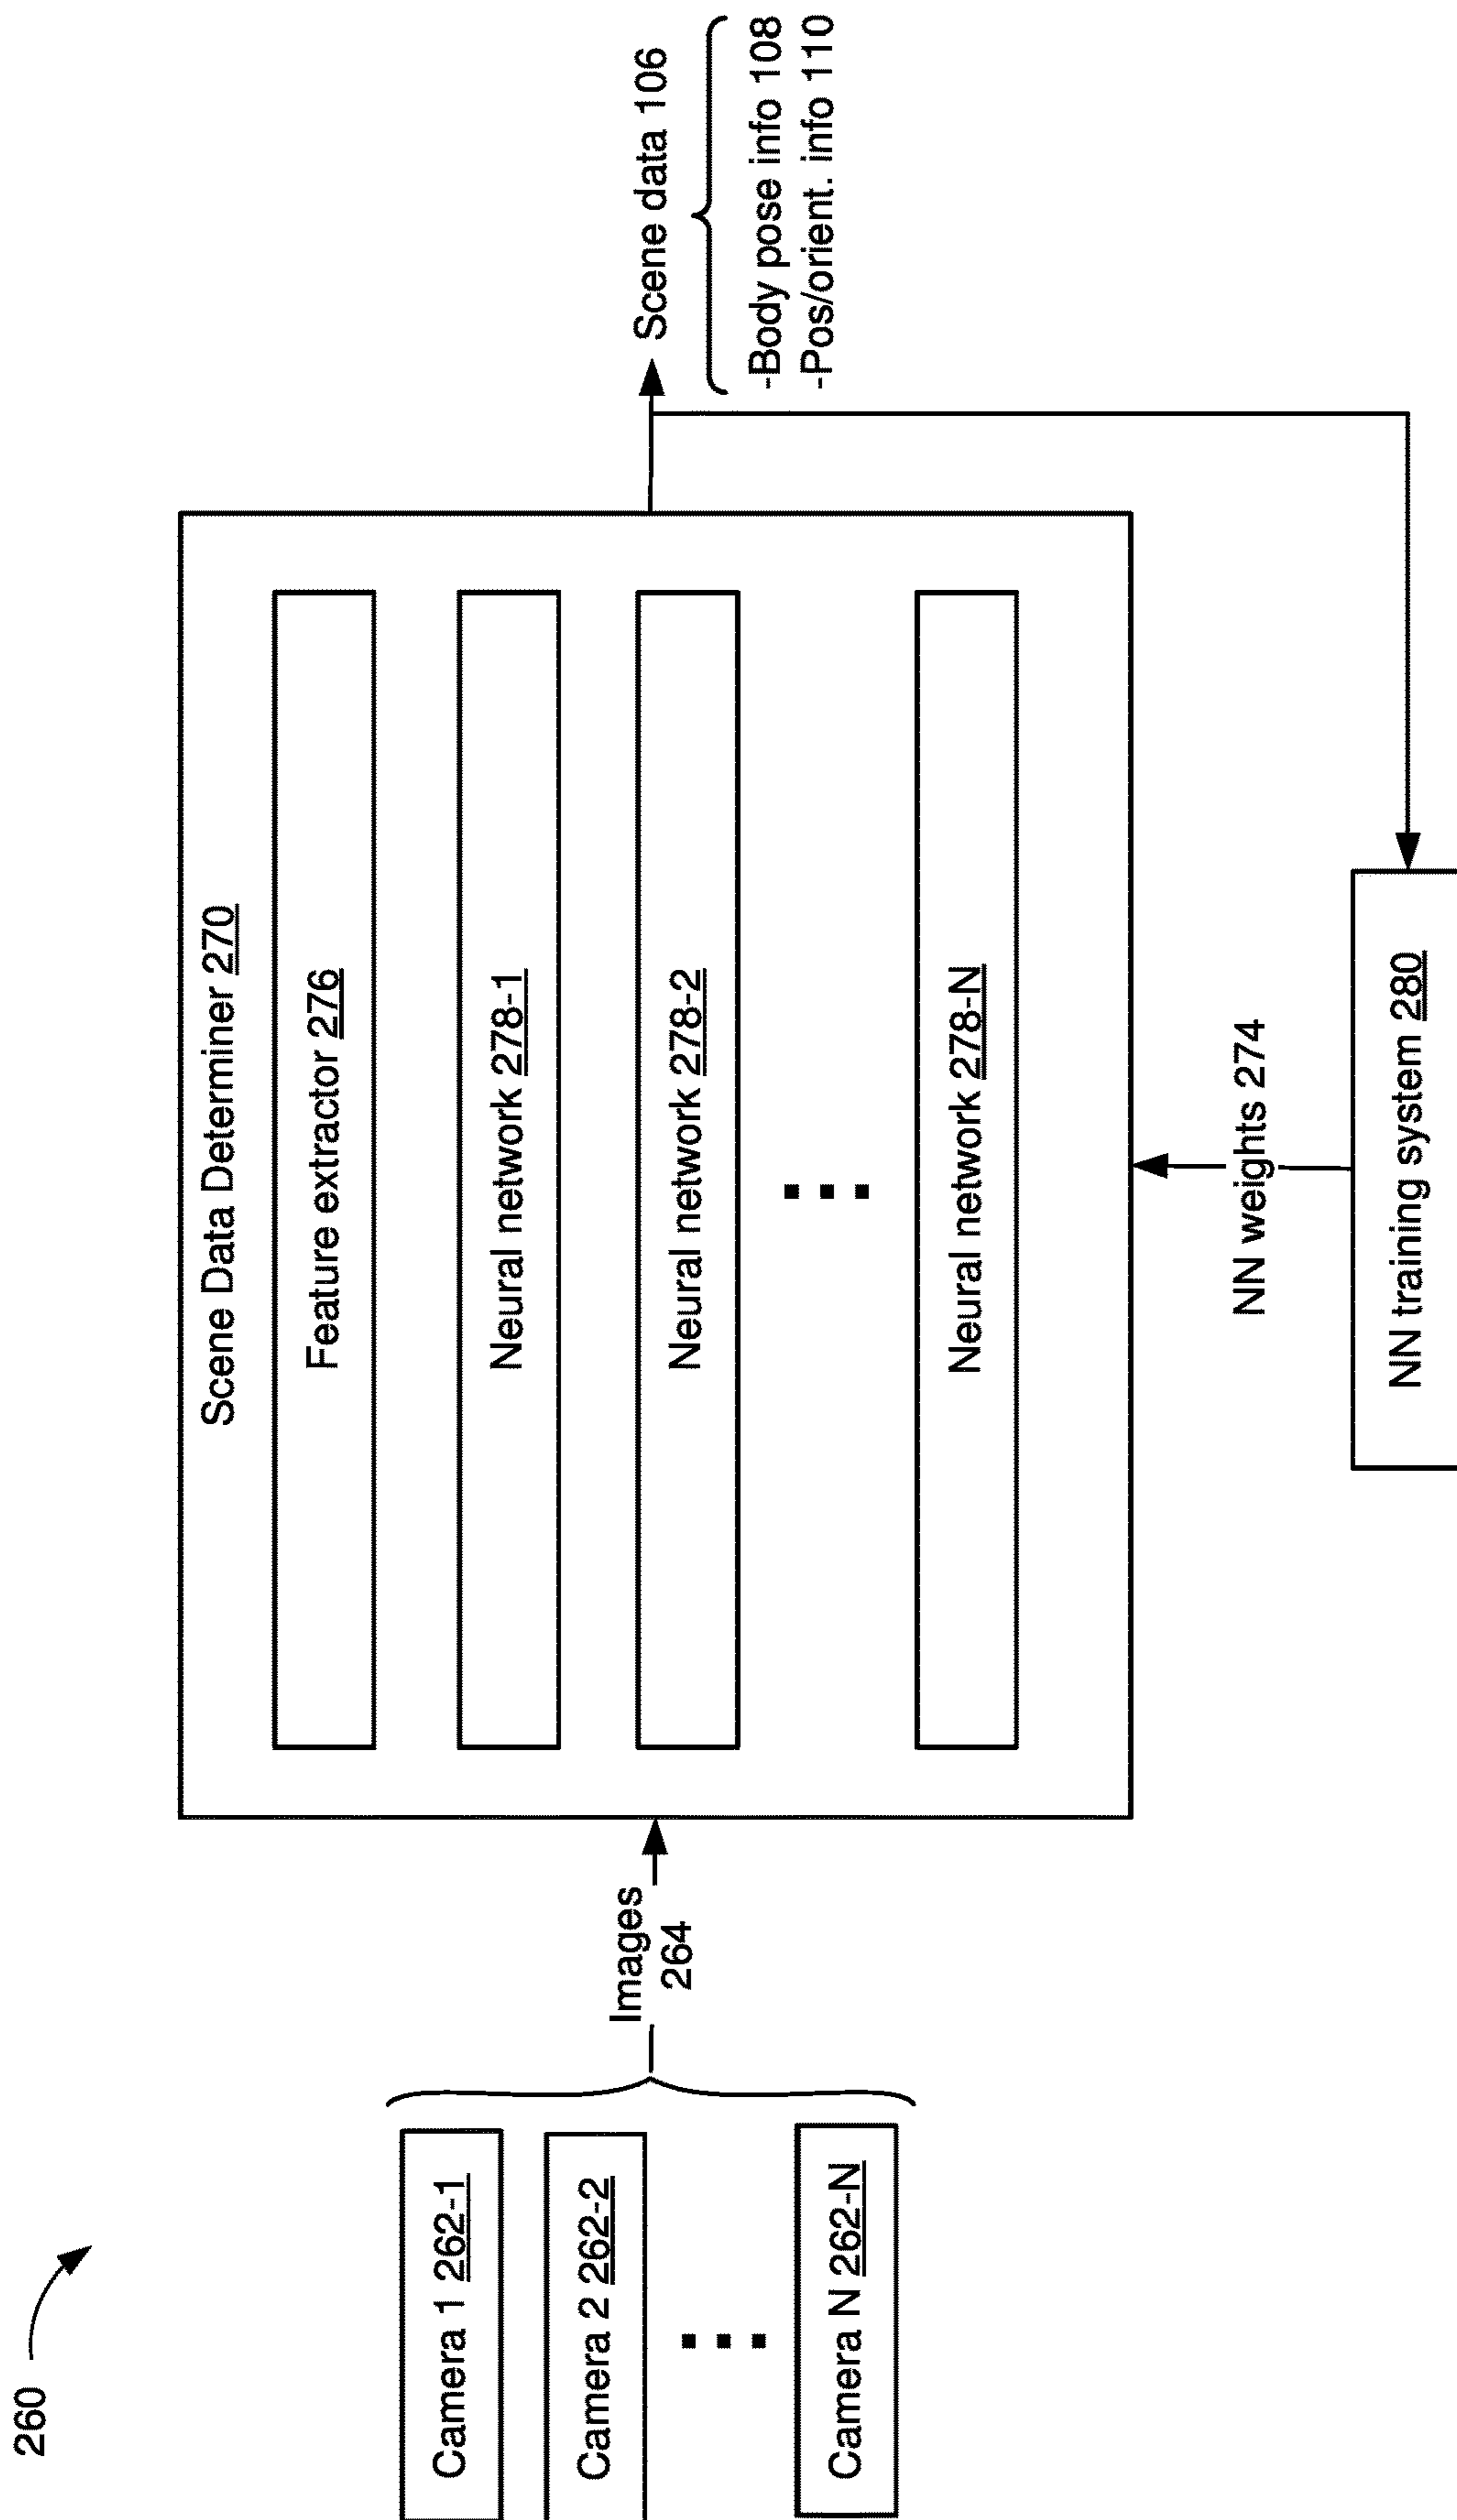 260
Camera 1 262-1
Camera 2 262-2
Camera N 262-N
Images
264
Scene Data Determiner 270
Feature extractor 276
Neural network 278-1
Neural network 278-2
Neural network 278-N
NN weights 274
NN training system 280
Scene data 106
-Body pose info 108
-Pos/orient. info 110